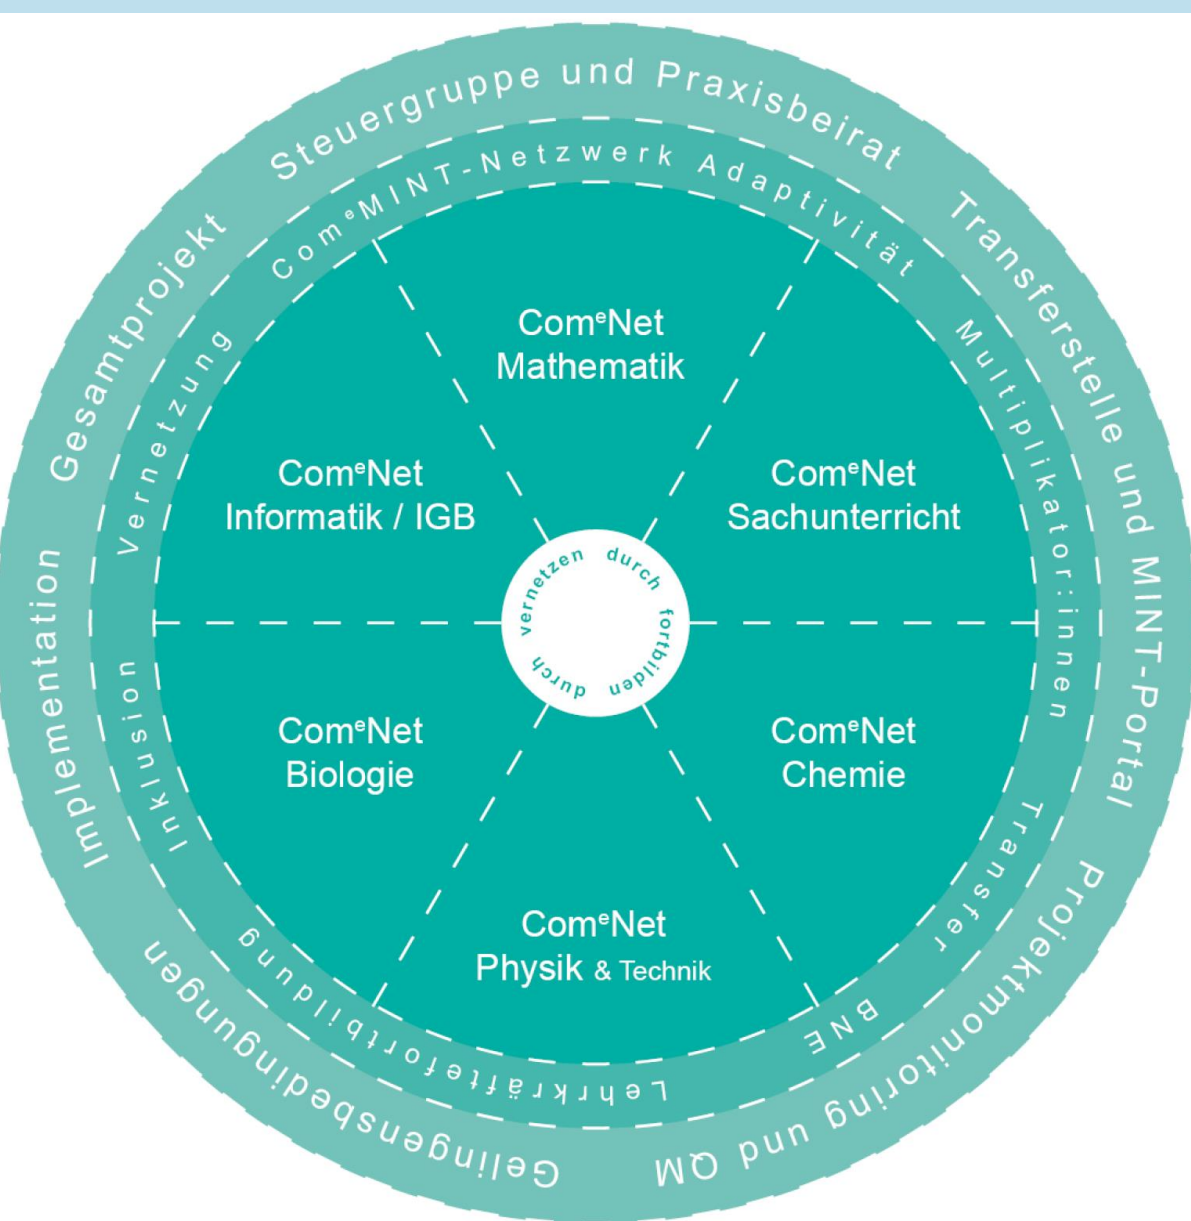 Steuergruppe und Praxisbeirat
Transferstelle und MINT-Portal
Projektmonitoring und QM
Gelingensbedingungen
Implementation
Gesamtprojekt
ComᵉMINT-Netzwerk
Adaptivität
Multiplikator:innen
Transfer
BNE
Lehrkräftefortbildung
Inklusion
Vernetzung
ComᵉNet
Mathematik
ComᵉNet
Sachunterricht
ComᵉNet
Chemie
ComᵉNet
Physik & Technik
ComᵉNet
Biologie
ComᵉNet
Informatik / IGB
vernetzen durch fortbilden durch